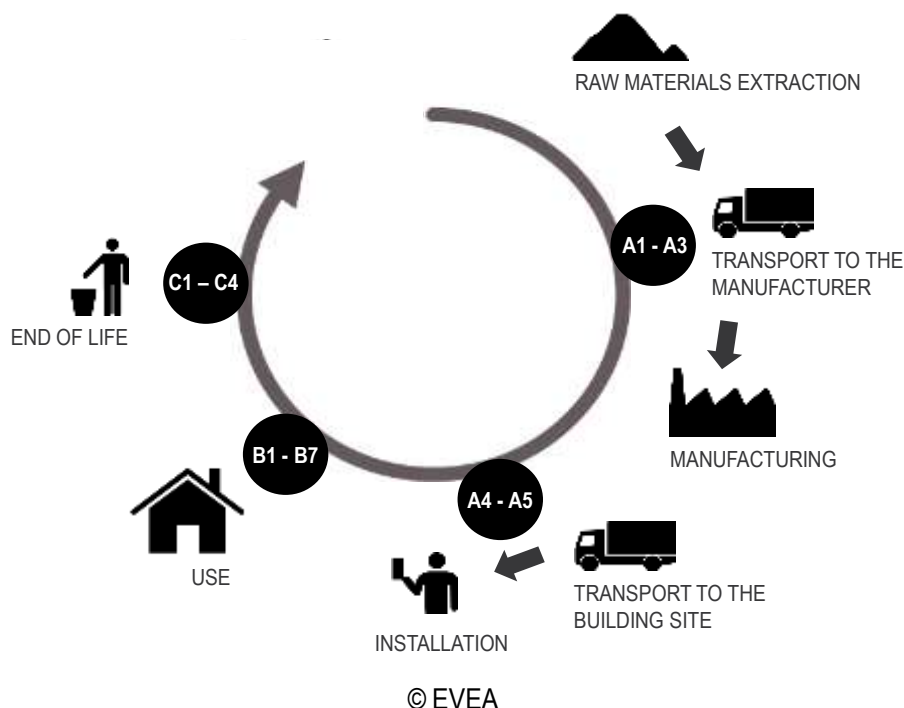 RAW MATERIALS EXTRACTION
A1 - A3
TRANSPORT TO THE
MANUFACTURER
MANUFACTURING
A4 - A5
TRANSPORT TO THE
BUILDING SITE
INSTALLATION
B1 - B7
USE
C1 – C4
END OF LIFE
© EVEA